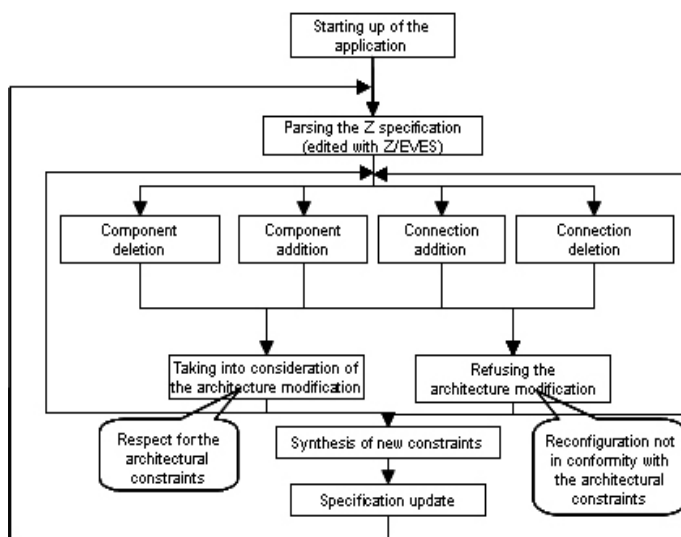 Starting up of the
application
Parsing the Z specification
(edited with Z/EVES)
Component
deletion
Component
addition
Connection
addition
Connection
deletion
Taking into consideration of
the architecture modification
Refusing the
architecture modification
Respect for the
architectural
constraints
Synthesis of new constraints
Reconfiguration not
in conformity with
the architectural
constraints
Specification update